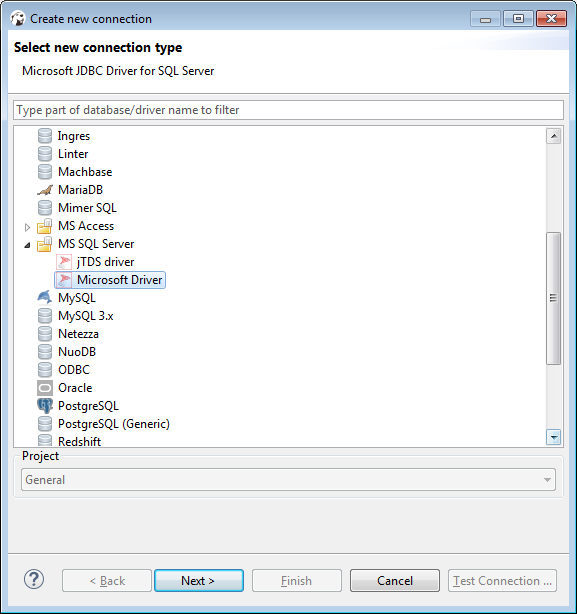 Create new connection
Select new connection type
Microsoft JDBC Driver for SQL Server
Type part of database/driver name to filter
Ingres
Linter
Machbase
MariaDB
Mimer SQL
MS Access
MS SQL Server
jTDS driver
Microsoft Driver
MySQL
MySQL 3.x
Netezza
NuoDB
ODBC
Oracle
PostgreSQL
PostgreSQL (Generic)
Redshift
Project
General
? < Back Next > Finish Cancel Test Connection ...